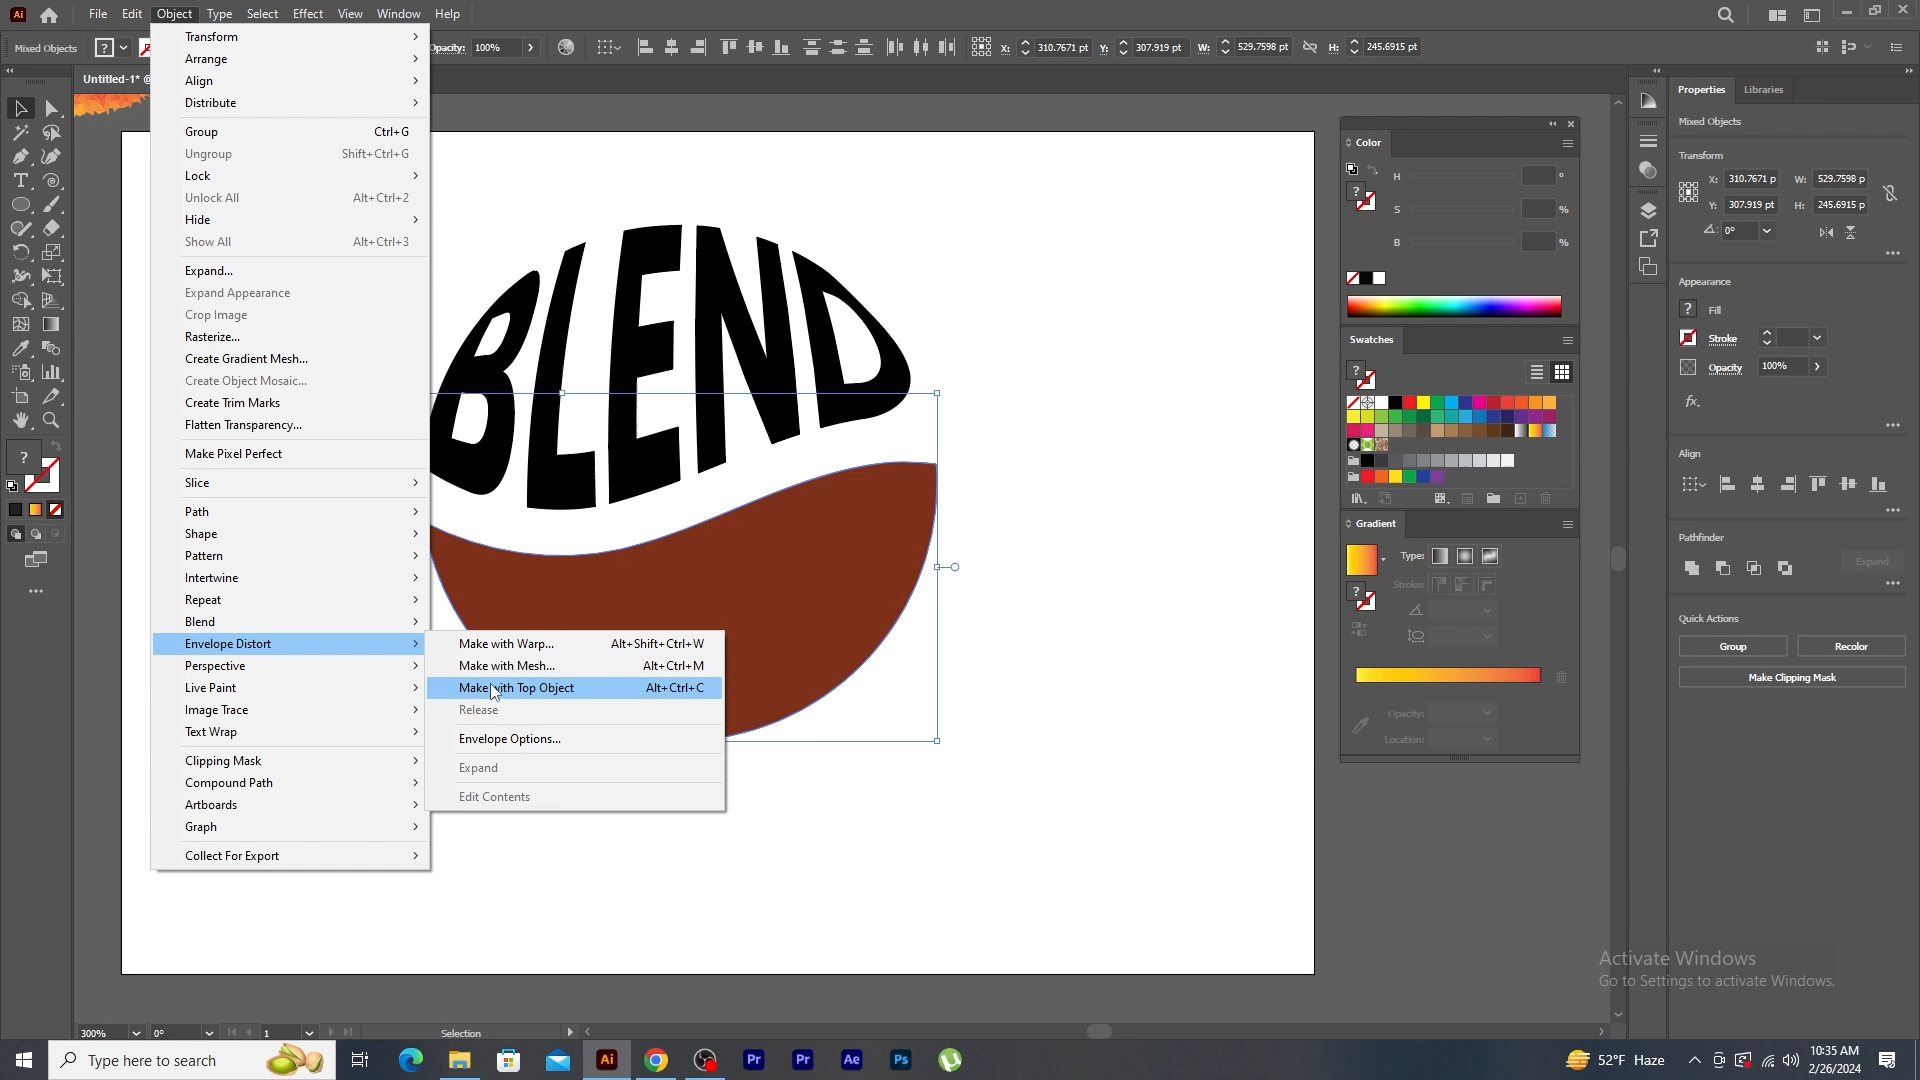 Ai File Edit Object Type Select Effect View Window Help
Mixed Objects ? Opacity: 100% X: 310.7671 pt Y: 307.919 pt W: 529.7598 pt H: 245.6915 pt
Untitled-1* @
Transform
Arrange
Align
Distribute
Group Ctrl+G
Ungroup Shift+Ctrl+G
Lock
Unlock All Alt+Ctrl+2
Hide
Show All Alt+Ctrl+3
Expand...
Expand Appearance
Crop Image
Rasterize...
Create Gradient Mesh...
Create Object Mosaic...
Create Trim Marks
Flatten Transparency...
Make Pixel Perfect
Slice
Path
Shape
Pattern
Intertwine
Repeat
Blend
Envelope Distort
Perspective
Live Paint
Image Trace
Text Wrap
Clipping Mask
Compound Path
Artboards
Graph
Collect For Export
Make with Warp... Alt+Shift+Ctrl+W
Make with Mesh... Alt+Ctrl+M
Make with Top Object Alt+Ctrl+C
Release
Envelope Options...
Expand
Edit Contents
BLEND
Color
H °
S %
B %
Swatches
Gradient
Type:
Stroke:
Opacity:
Location:
Properties Libraries
Mixed Objects
Transform
X: 310.7671 p W: 529.7598 p
Y: 307.919 pt H: 245.6915 p
0°
Appearance
? Fill
Stroke
Opacity 100%
fx.
Align
Pathfinder
Expand
Quick Actions
Group Recolor
Make Clipping Mask
Activate Windows
Go to Settings to activate Windows.
300% 0° 1 Selection
Type here to search Ai Pr Pr Ae Ps 52°F Haze 10:35 AM
2/26/2024